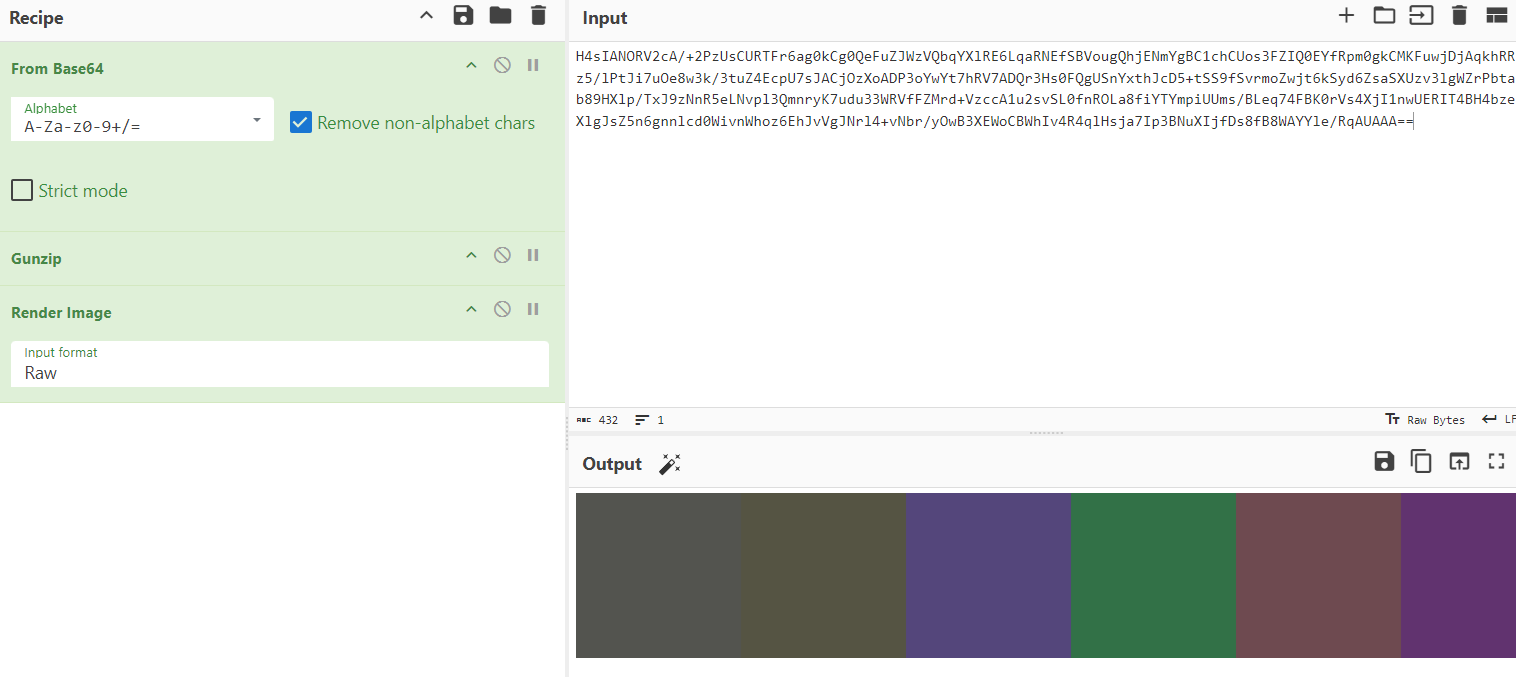 Recipe
Input
From Base64
Alphabet
A-Za-z0-9+/=
Remove non-alphabet chars
Strict mode
Gunzip
Render Image
Input format
Raw
H4sIANORV2cA/+2PzUsCURTFr6ag0kCg0QeFuZJWzVQbqYXlRE6LqaRNEfSBVougQhjENmYgBC1chCUos3FZIQ0EYfRpm0gkCMKFuwjDjAqkhRR
z5/lPtJi7uOe8w3k/3tuZ4EcpU7sJACjOzXoADP3oYwYt7hRV7ADQr3Hs0FQgUSnYxthJcD5+tSS9fSvrmoZwjt6kSyd6ZsaSXUzv3lgWZrPbta
b89HXlp/TxJ9zNnR5eLNvpl3QmnryK7udu33WRVfFZMrd+VzccA1u2svSL0fnROLa8fiYTYmpiUUms/BLeq74FBK0rVs4XjI1nwUERIT4BH4bze
XlgJsZ5n6gnnlcd0WivnWhoz6EhJvVgJNrl4+vNbr/yOwB3XEWoCBWhIv4R4qlHsja7Ip3BNuXIjfDs8fB8WAYYle/RqAUAAA==
ABC 432
1
Raw Bytes
LF
Output